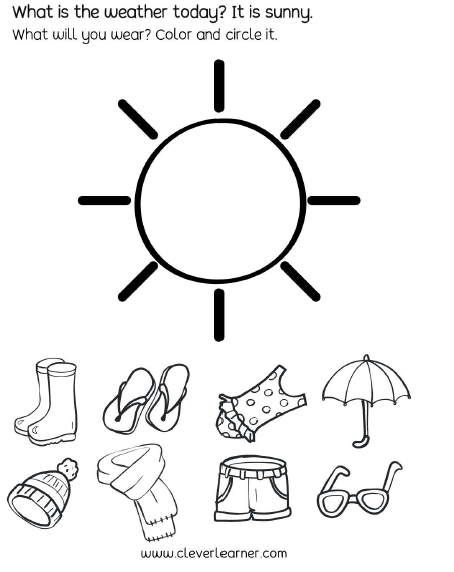 What is the weather today? It is sunny.
What will you wear? Color and circle it.
www.cleverlearner.com